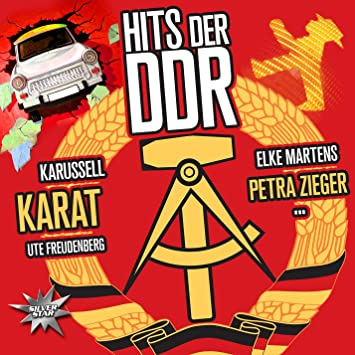 HITS DER
DDR
KARUSSELL
KARAT
UTE FREUDENBERG
ELKE MARTENS
PETRA ZIEGER
...
SILVER
STAR